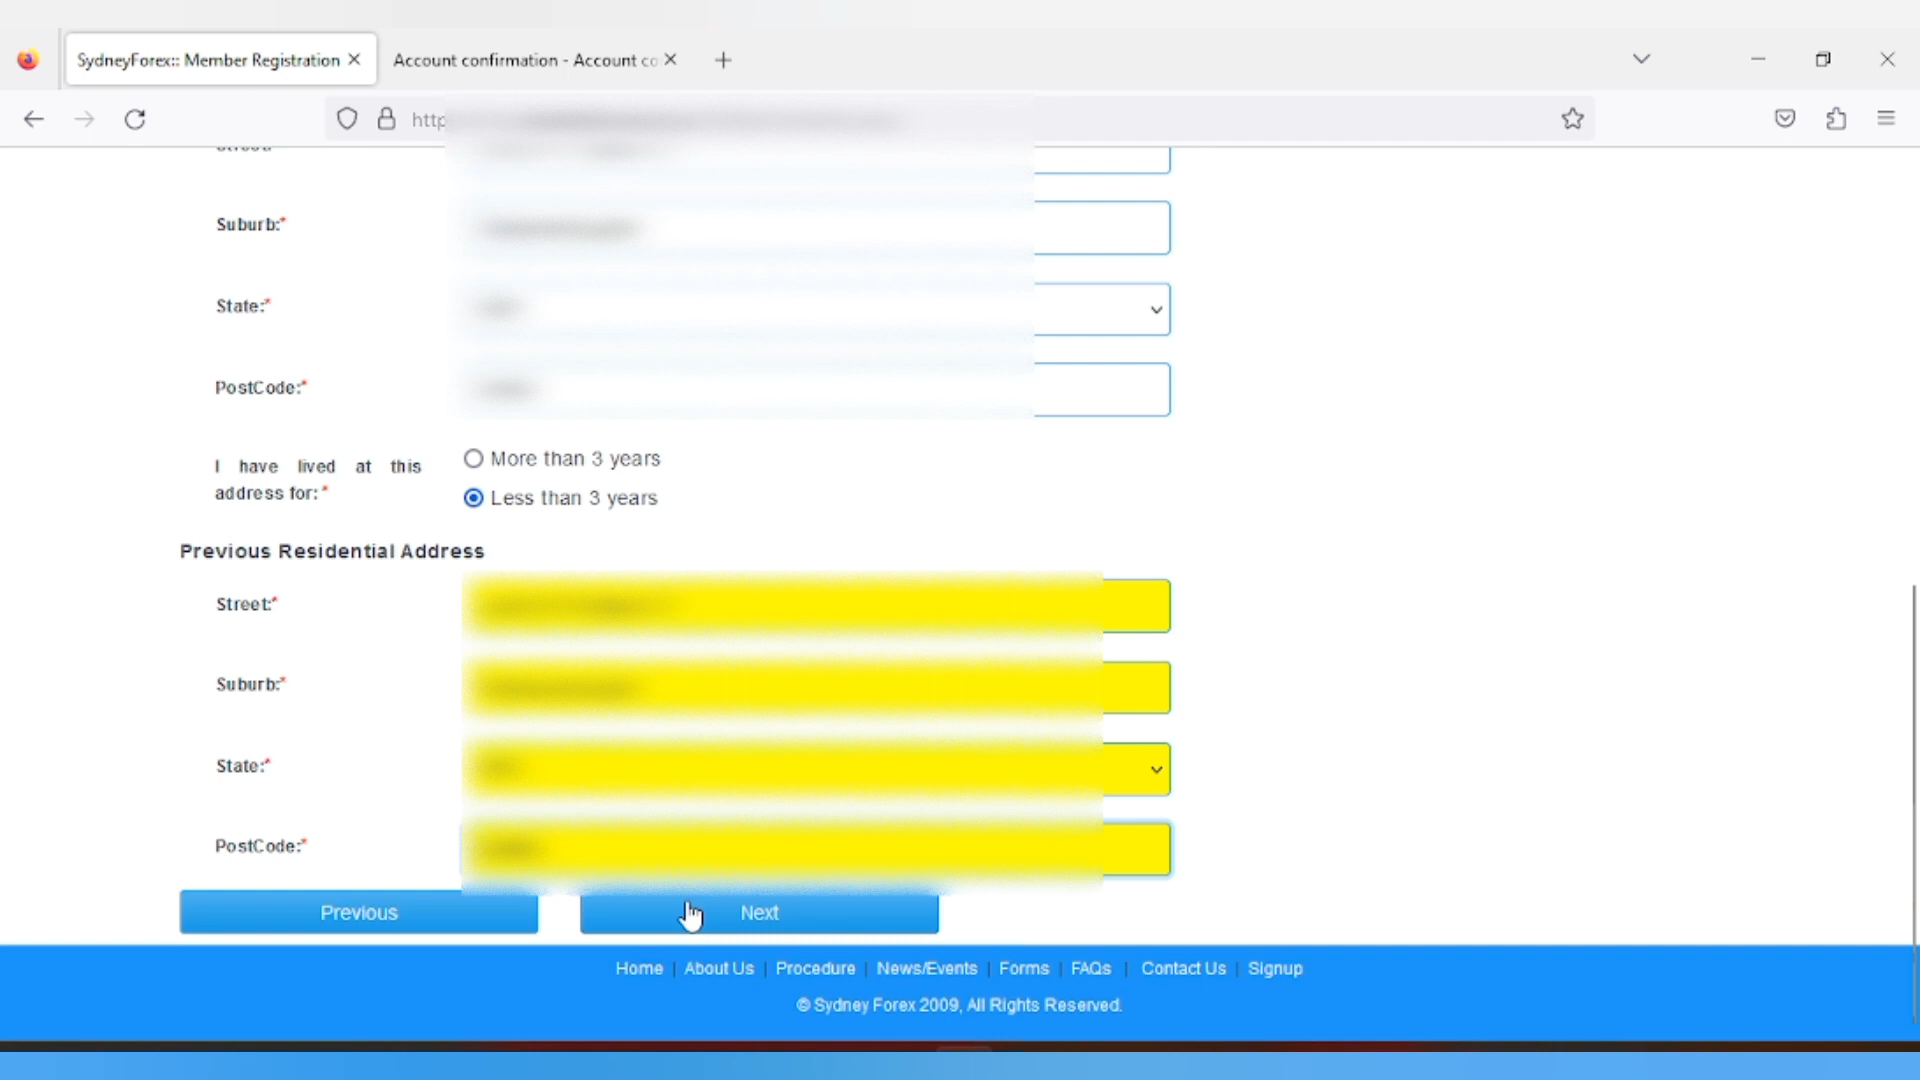 SydneyForex:: Member Registration
Account confirmation - Account co
http
Suburb:*
State:*
PostCode:*
I have lived at this
address for:*
More than 3 years
Less than 3 years
Previous Residential Address
Street:*
Suburb:*
State:*
PostCode:*
Previous
Next
Home | About Us | Procedure | News/Events | Forms | FAQs | Contact Us | Signup
© Sydney Forex 2009, All Rights Reserved.